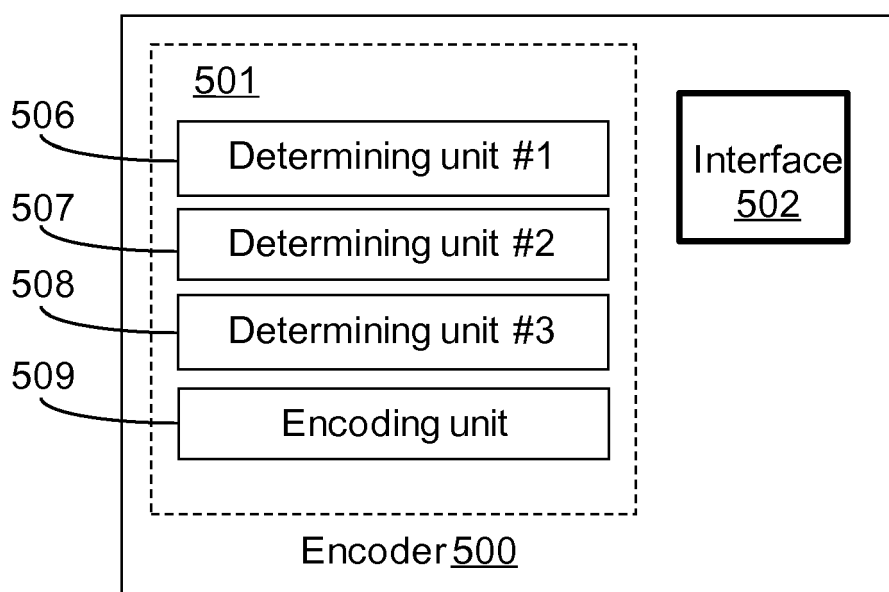 501
506
Determining unit #1
Interface
502
507
Determining unit #2
508
Determining unit #3
509
Encoding unit
Encoder 500